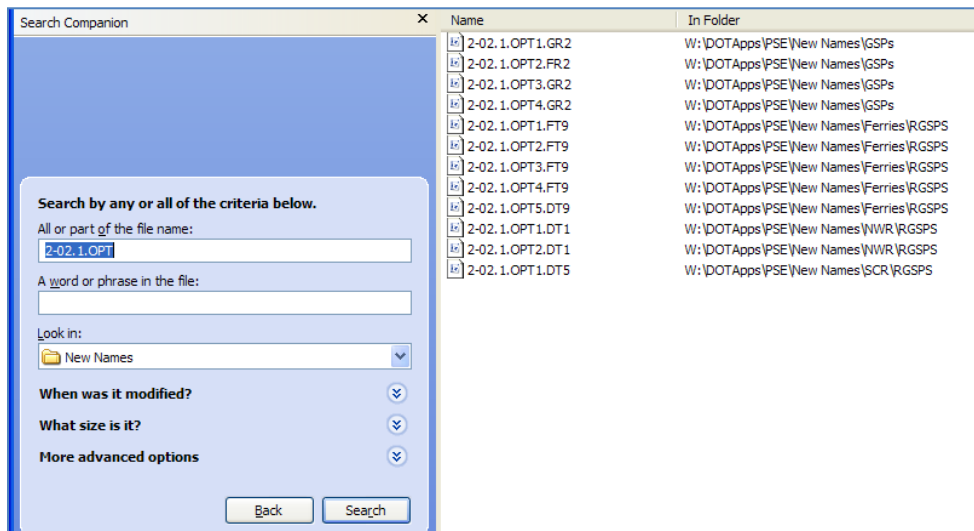 Search Companion X
Search by any or all of the criteria below.
All or part of the file name:
2-02.1.OPT
A word or phrase in the file:
Look in:
New Names
When was it modified?
What size is it?
More advanced options
Back Search
Name In Folder
2-02.1.OPT1.GR2 W:\DOTApps\PSE\New Names\GSPs
2-02.1.OPT2.FR2 W:\DOTApps\PSE\New Names\GSPs
2-02.1.OPT3.GR2 W:\DOTApps\PSE\New Names\GSPs
2-02.1.OPT4.GR2 W:\DOTApps\PSE\New Names\GSPs
2-02.1.OPT1.FT9 W:\DOTApps\PSE\New Names\Ferries\RGSPS
2-02.1.OPT2.FT9 W:\DOTApps\PSE\New Names\Ferries\RGSPS
2-02.1.OPT3.FT9 W:\DOTApps\PSE\New Names\Ferries\RGSPS
2-02.1.OPT4.FT9 W:\DOTApps\PSE\New Names\Ferries\RGSPS
2-02.1.OPT5.DT9 W:\DOTApps\PSE\New Names\Ferries\RGSPS
2-02.1.OPT1.DT1 W:\DOTApps\PSE\New Names\NWR\RGSPS
2-02.1.OPT2.DT1 W:\DOTApps\PSE\New Names\NWR\RGSPS
2-02.1.OPT1.DT5 W:\DOTApps\PSE\New Names\SCR\RGSPS